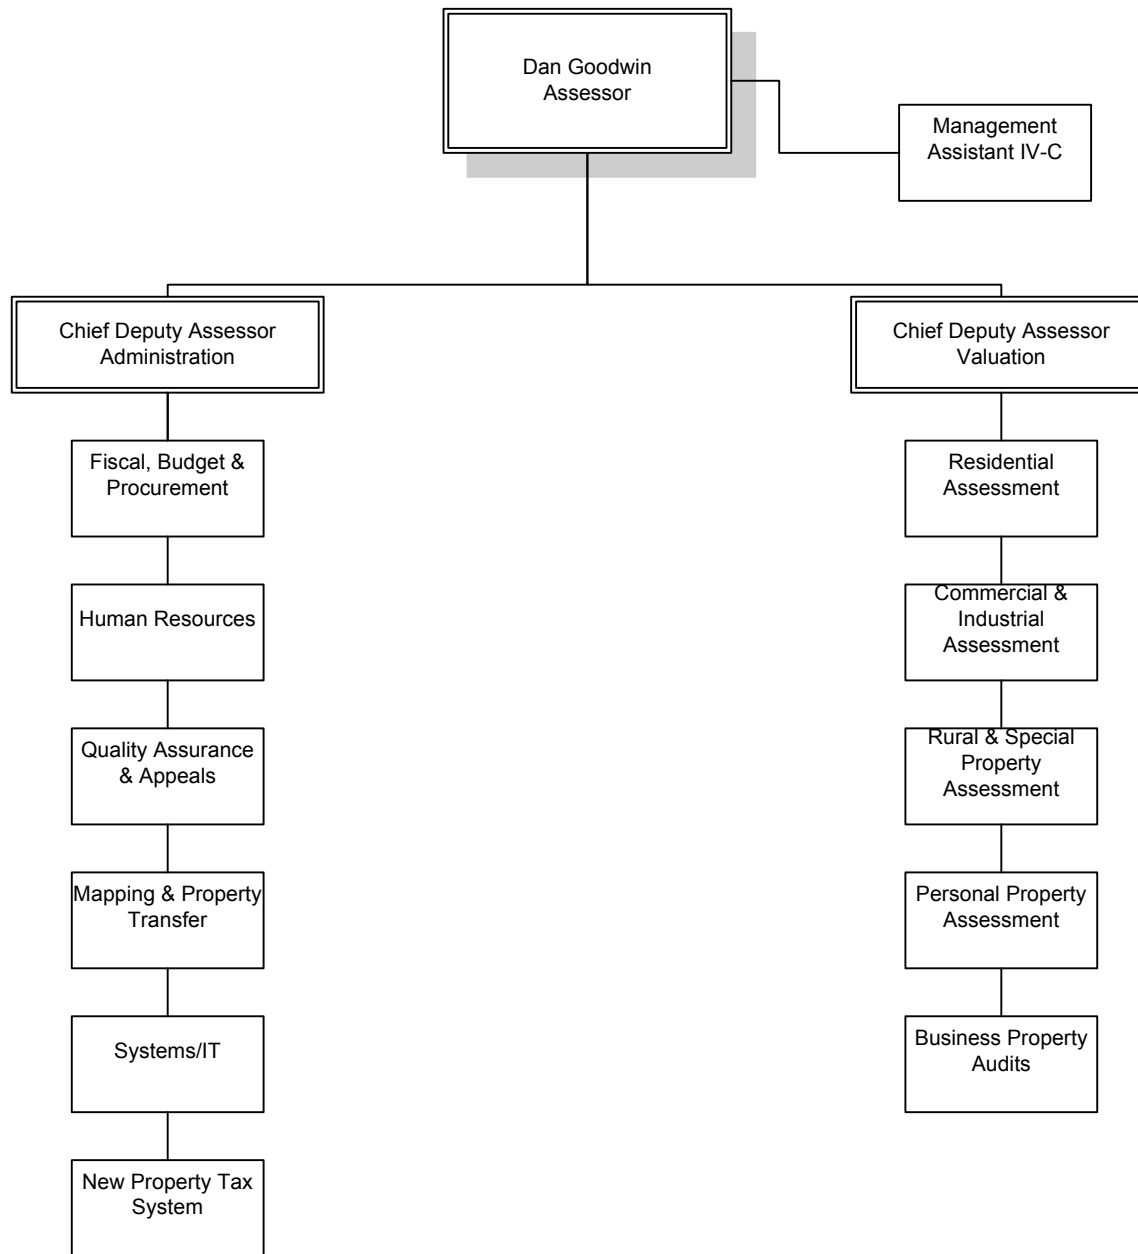 Dan Goodwin
Assessor
Management
Assistant IV-C
Chief Deputy Assessor
Administration
Chief Deputy Assessor
Valuation
Fiscal, Budget &
Procurement
Residential
Assessment
Human Resources
Commercial &
Industrial
Assessment
Quality Assurance
& Appeals
Rural & Special
Property
Assessment
Mapping & Property
Transfer
Personal Property
Assessment
Systems/IT
Business Property
Audits
New Property Tax
System